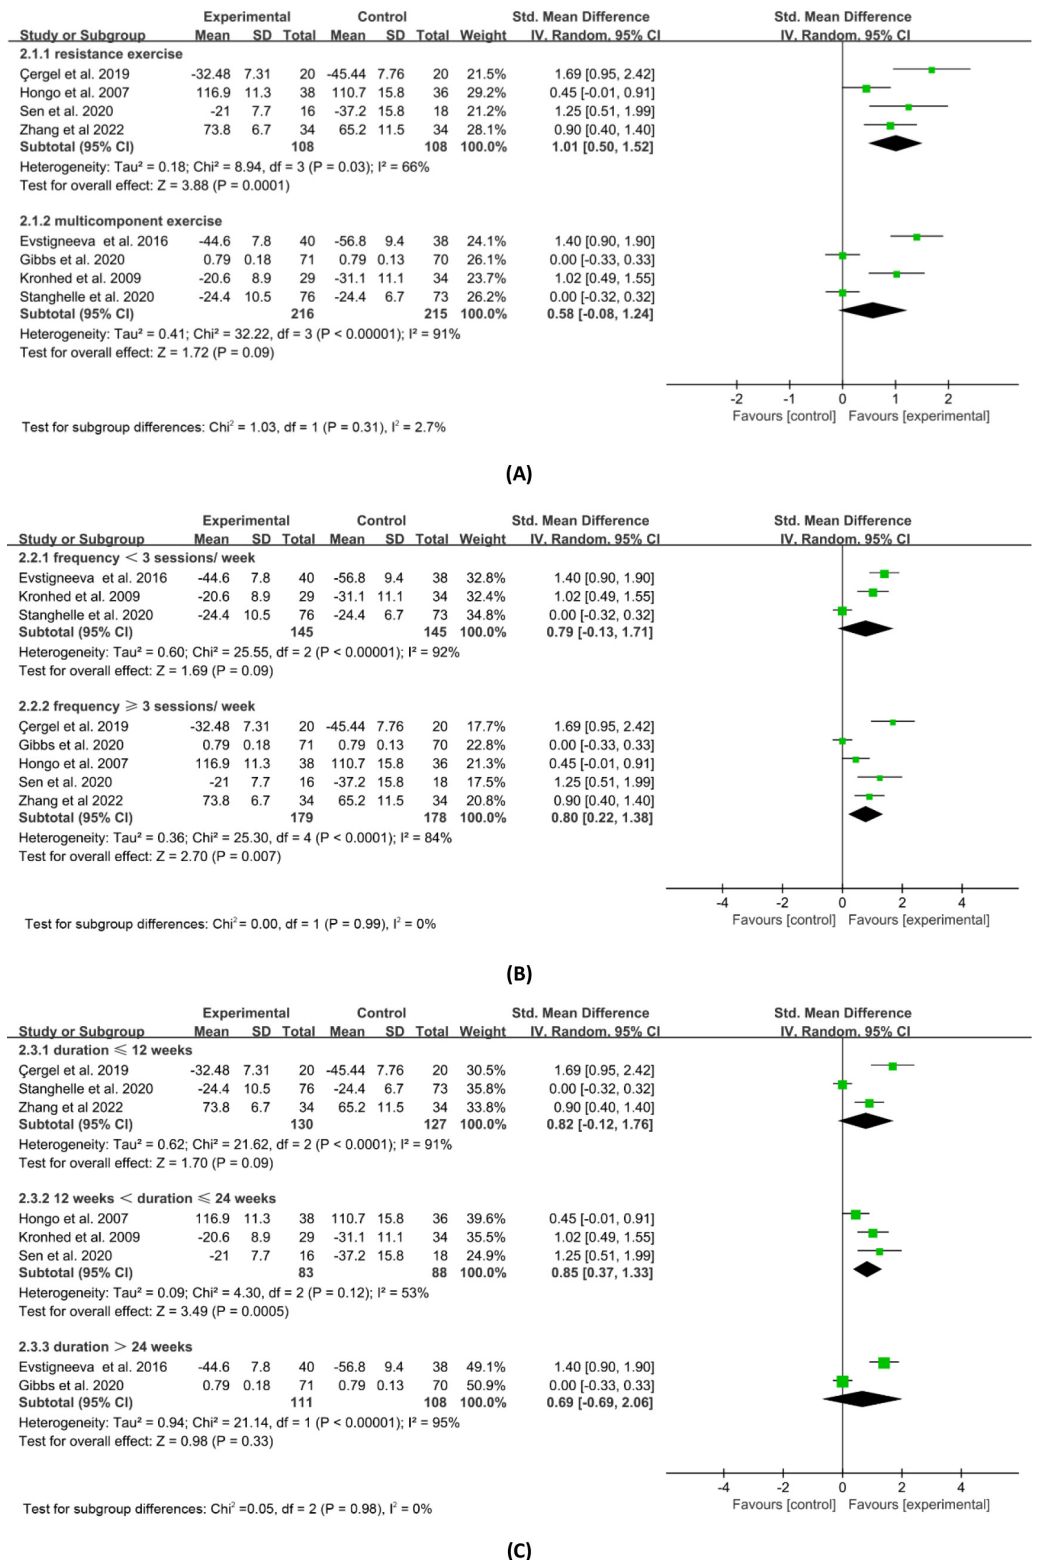 Experimental Control Std. Mean Difference Std. Mean Difference
Study or Subgroup Mean SD Total Mean SD Total Weight IV, Random, 95% CI IV, Random, 95% CI
2.1.1 resistance exercise
Çergel et al. 2019 -32.48 7.31 20 -45.44 7.76 20 21.5% 1.69 [0.95, 2.42]
Hongo et al. 2007 116.9 11.3 38 110.7 15.8 36 29.2% 0.45 [-0.01, 0.91]
Sen et al. 2020 -21 7.7 16 -37.2 15.8 18 21.2% 1.25 [0.51, 1.99]
Zhang et al 2022 73.8 6.7 34 65.2 11.5 34 28.1% 0.90 [0.40, 1.40]
Subtotal (95% CI) 108 108 100.0% 1.01 [0.50, 1.52]
Heterogeneity: Tau² = 0.18; Chi² = 8.94, df = 3 (P = 0.03); I² = 66%
Test for overall effect: Z = 3.88 (P = 0.0001)
2.1.2 multicomponent exercise
Evstigneeva et al. 2016 -44.6 7.8 40 -56.8 9.4 38 24.1% 1.40 [0.90, 1.90]
Gibbs et al. 2020 0.79 0.18 71 0.79 0.13 70 26.1% 0.00 [-0.33, 0.33]
Kronhed et al. 2009 -20.6 8.9 29 -31.1 11.1 34 23.7% 1.02 [0.49, 1.55]
Stanghelle et al. 2020 -24.4 10.5 76 -24.4 6.7 73 26.2% 0.00 [-0.32, 0.32]
Subtotal (95% CI) 216 215 100.0% 0.58 [-0.08, 1.24]
Heterogeneity: Tau² = 0.41; Chi² = 32.22, df = 3 (P < 0.00001); I² = 91%
Test for overall effect: Z = 1.72 (P = 0.09)
-2 -1 0 1 2
Favours [control] Favours [experimental]
Test for subgroup differences: Chi² = 1.03, df = 1 (P = 0.31), I² = 2.7%
(A)
Experimental Control Std. Mean Difference Std. Mean Difference
Study or Subgroup Mean SD Total Mean SD Total Weight IV, Random, 95% CI IV, Random, 95% CI
2.2.1 frequency < 3 sessions/ week
Evstigneeva et al. 2016 -44.6 7.8 40 -56.8 9.4 38 32.8% 1.40 [0.90, 1.90]
Kronhed et al. 2009 -20.6 8.9 29 -31.1 11.1 34 32.4% 1.02 [0.49, 1.55]
Stanghelle et al. 2020 -24.4 10.5 76 -24.4 6.7 73 34.8% 0.00 [-0.32, 0.32]
Subtotal (95% CI) 145 145 100.0% 0.79 [-0.13, 1.71]
Heterogeneity: Tau² = 0.60; Chi² = 25.55, df = 2 (P < 0.00001); I² = 92%
Test for overall effect: Z = 1.69 (P = 0.09)
2.2.2 frequency ⩾ 3 sessions/ week
Çergel et al. 2019 -32.48 7.31 20 -45.44 7.76 20 17.7% 1.69 [0.95, 2.42]
Gibbs et al. 2020 0.79 0.18 71 0.79 0.13 70 22.8% 0.00 [-0.33, 0.33]
Hongo et al. 2007 116.9 11.3 38 110.7 15.8 36 21.3% 0.45 [-0.01, 0.91]
Sen et al. 2020 -21 7.7 16 -37.2 15.8 18 17.5% 1.25 [0.51, 1.99]
Zhang et al 2022 73.8 6.7 34 65.2 11.5 34 20.8% 0.90 [0.40, 1.40]
Subtotal (95% CI) 179 178 100.0% 0.80 [0.22, 1.38]
Heterogeneity: Tau² = 0.36; Chi² = 25.30, df = 4 (P < 0.0001); I² = 84%
Test for overall effect: Z = 2.70 (P = 0.007)
-4 -2 0 2 4
Favours [control] Favours [experimental]
Test for subgroup differences: Chi² = 0.00, df = 1 (P = 0.99), I² = 0%
(B)
Experimental Control Std. Mean Difference Std. Mean Difference
Study or Subgroup Mean SD Total Mean SD Total Weight IV, Random, 95% CI IV, Random, 95% CI
2.3.1 duration ⩽ 12 weeks
Çergel et al. 2019 -32.48 7.31 20 -45.44 7.76 20 30.5% 1.69 [0.95, 2.42]
Stanghelle et al. 2020 -24.4 10.5 76 -24.4 6.7 73 35.8% 0.00 [-0.32, 0.32]
Zhang et al 2022 73.8 6.7 34 65.2 11.5 34 33.8% 0.90 [0.40, 1.40]
Subtotal (95% CI) 130 127 100.0% 0.82 [-0.12, 1.76]
Heterogeneity: Tau² = 0.62; Chi² = 21.62, df = 2 (P < 0.0001); I² = 91%
Test for overall effect: Z = 1.70 (P = 0.09)
2.3.2 12 weeks < duration ⩽ 24 weeks
Hongo et al. 2007 116.9 11.3 38 110.7 15.8 36 39.6% 0.45 [-0.01, 0.91]
Kronhed et al. 2009 -20.6 8.9 29 -31.1 11.1 34 35.5% 1.02 [0.49, 1.55]
Sen et al. 2020 -21 7.7 16 -37.2 15.8 18 24.9% 1.25 [0.51, 1.99]
Subtotal (95% CI) 83 88 100.0% 0.85 [0.37, 1.33]
Heterogeneity: Tau² = 0.09; Chi² = 4.30, df = 2 (P = 0.12); I² = 53%
Test for overall effect: Z = 3.49 (P = 0.0005)
2.3.3 duration > 24 weeks
Evstigneeva et al. 2016 -44.6 7.8 40 -56.8 9.4 38 49.1% 1.40 [0.90, 1.90]
Gibbs et al. 2020 0.79 0.18 71 0.79 0.13 70 50.9% 0.00 [-0.33, 0.33]
Subtotal (95% CI) 111 108 100.0% 0.69 [-0.69, 2.06]
Heterogeneity: Tau² = 0.94; Chi² = 21.14, df = 1 (P < 0.00001); I² = 95%
Test for overall effect: Z = 0.98 (P = 0.33)
-4 -2 0 2 4
Favours [control] Favours [experimental]
Test for subgroup differences: Chi² =0.05, df = 2 (P = 0.98), I² = 0%
(C)